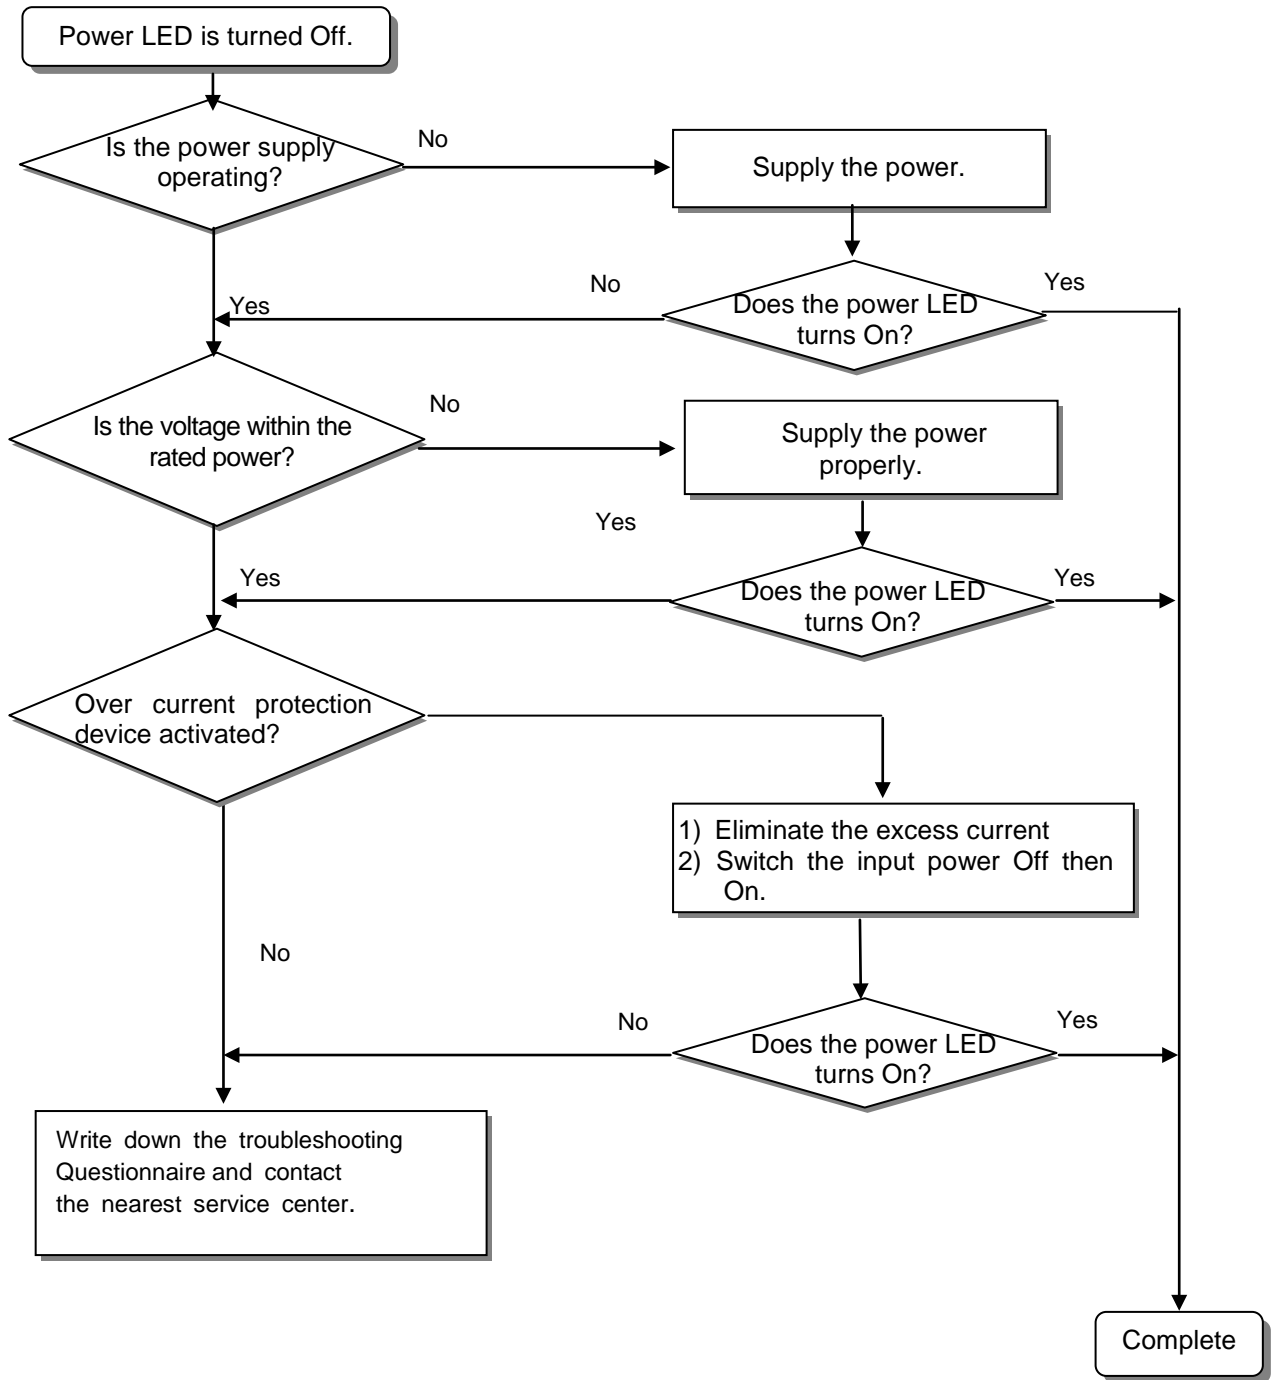 Power LED is turned Off.
Is the power supply
operating?
No
Supply the power.
Yes
No
Does the power LED
turns On?
Yes
Is the voltage within the
rated power?
No
Supply the power
properly.
Yes
Yes
Does the power LED
turns On?
Yes
Over current protection
device activated?
1) Eliminate the excess current
2) Switch the input power Off then
On.
No
No
Does the power LED
turns On?
Yes
Write down the troubleshooting
Questionnaire and contact
the nearest service center.
Complete